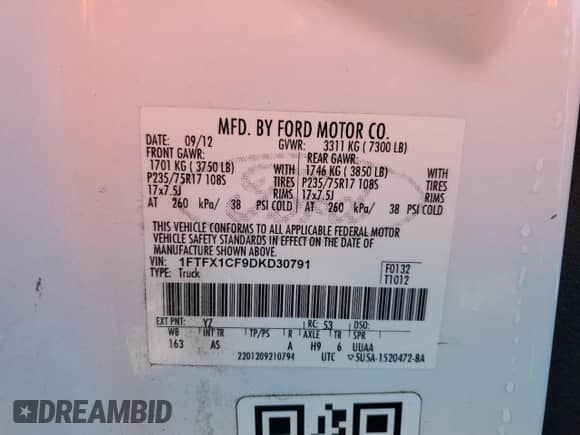 MFD. BY FORD MOTOR CO.
DATE: 09/12 GVWR: 3311 KG ( 7300 LB)
FRONT GAWR: REAR GAWR:
1701 KG ( 3750 LB) WITH 1746 KG ( 3850 LB) WITH
P235/75R17 108S TIRES P235/75R17 108S TIRES
17x7.5J RIMS 17x7.5J RIMS
AT 260 kPa/ 38 PSI COLD AT 260 kPa/ 38 PSI COLD
THIS VEHICLE CONFORMS TO ALL APPLICABLE FEDERAL MOTOR
VEHICLE SAFETY AND THEFT PREVENTION STANDARDS IN EFFECT ON THE DATE OF
MANUFACTURE SHOWN ABOVE.
VIN: 1FTFX1CF9DKD30791 F0132
TYPE: Truck T1012
EXT PNT: YZ RC: 53 DSO:
WB INT TR TP/PS R AXLE TR SPR
163 AS A H9 6 UUAA
2201209210794 UTC 5U5A-1520472-BA
DREAMBID